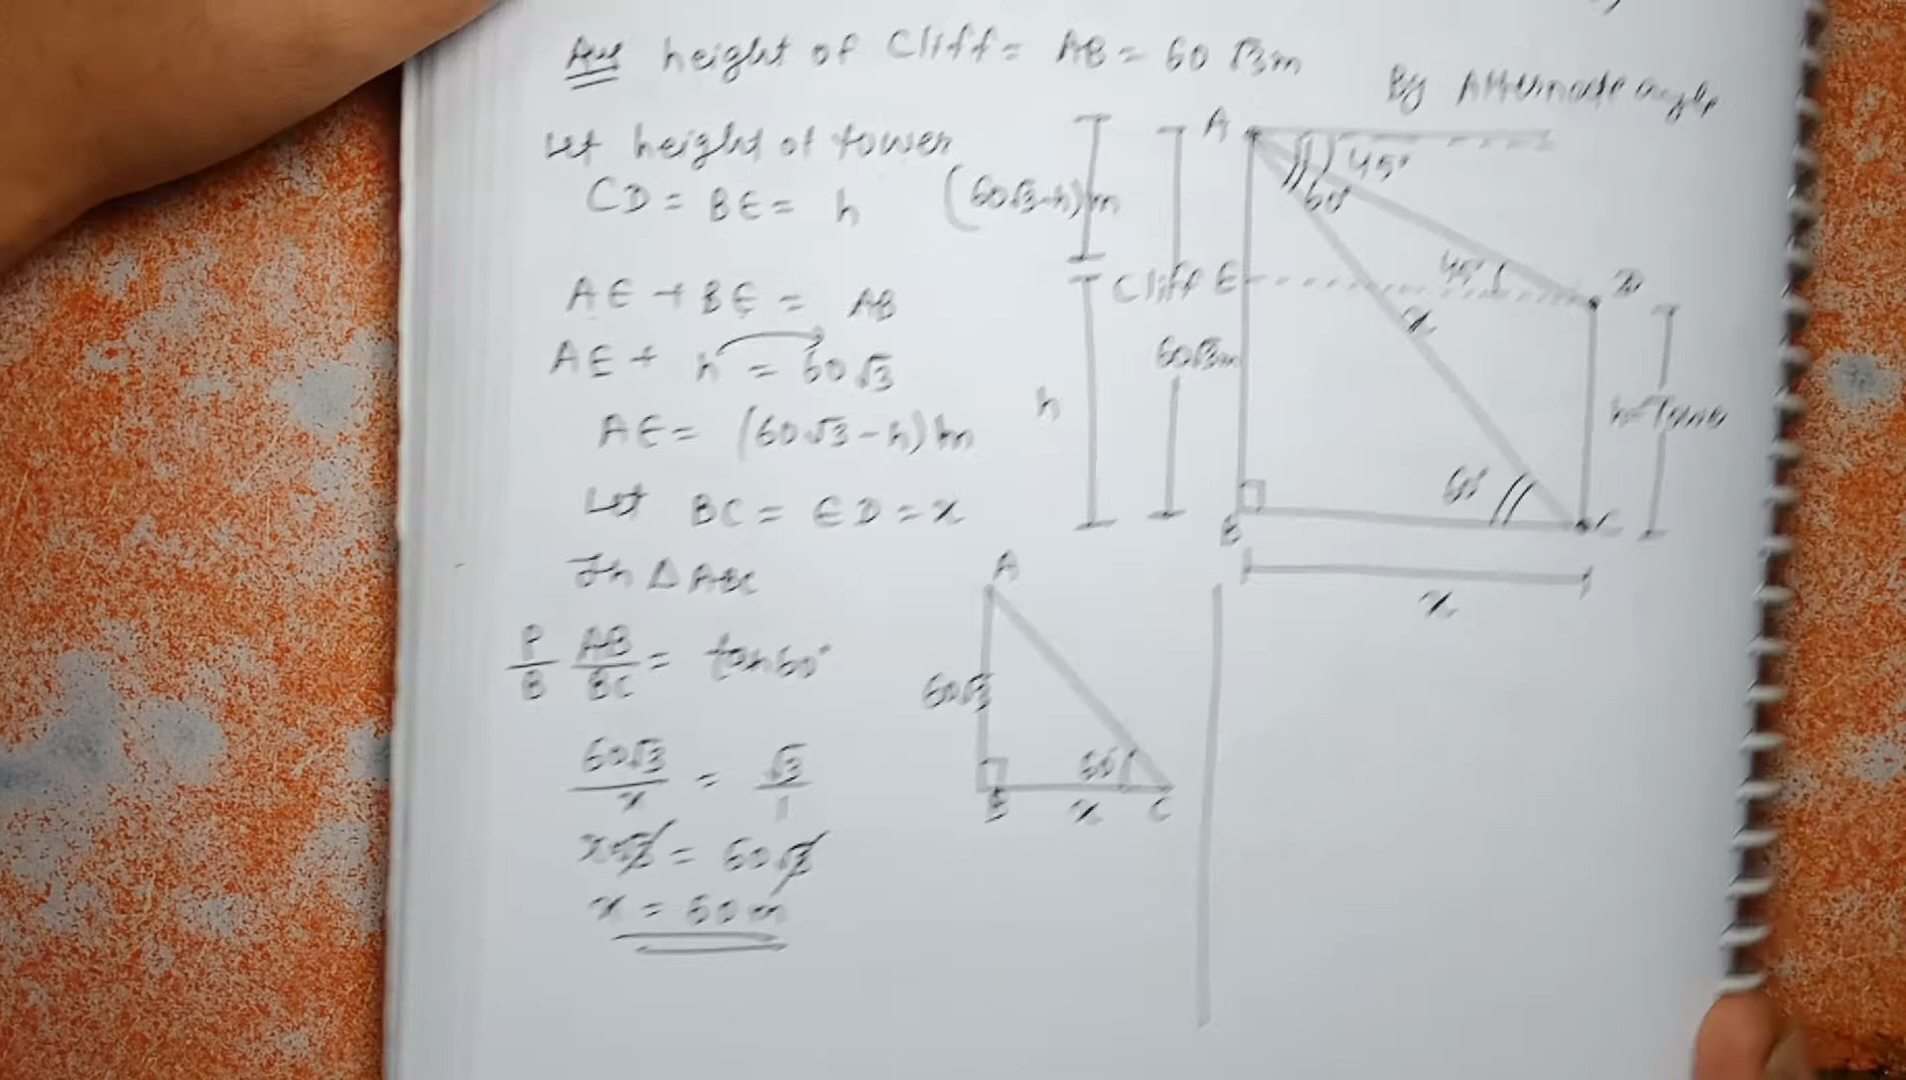 Ans height of Cliff = AB = 60√3m
By Alternate angle
Let height of tower
CD = BE = h
AE + BE = AB
AE + h = 60√3
AE = (60√3-h)m
Let BC = ED = x
In △ ABC
P/B AB/BC = tan60°
60√3/x = √3/1
x√3 = 60√3
x = 60m
A
45°
60°
(60√3-h)m
Cliff E
45°
D
x
60√3m
h
h=Tower
60°
B
C
x
A
60√3
60°
B
x
C